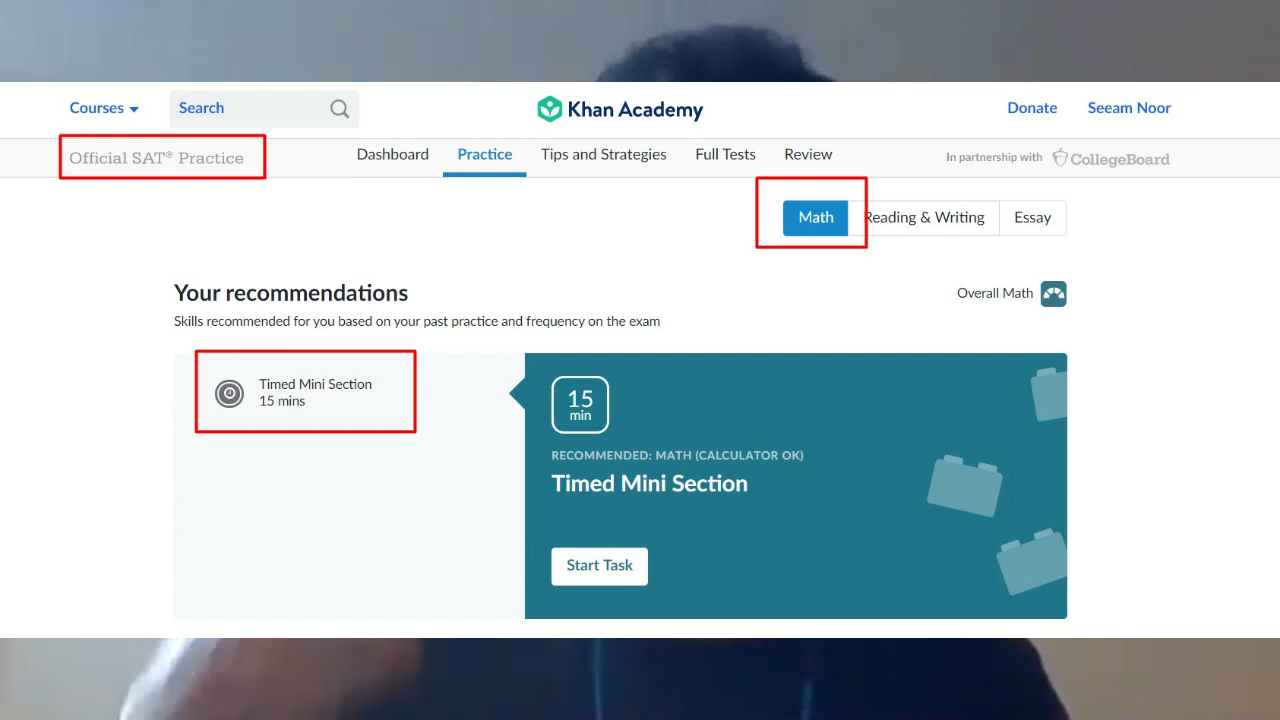 Courses
Search
Khan Academy
Donate
Seeam Noor
Official SAT® Practice
Dashboard
Practice
Tips and Strategies
Full Tests
Review
In partnership with
CollegeBoard
Math
Reading & Writing
Essay
Your recommendations
Overall Math
Skills recommended for you based on your past practice and frequency on the exam
Timed Mini Section
15 mins
15
min
RECOMMENDED: MATH (CALCULATOR OK)
Timed Mini Section
Start Task